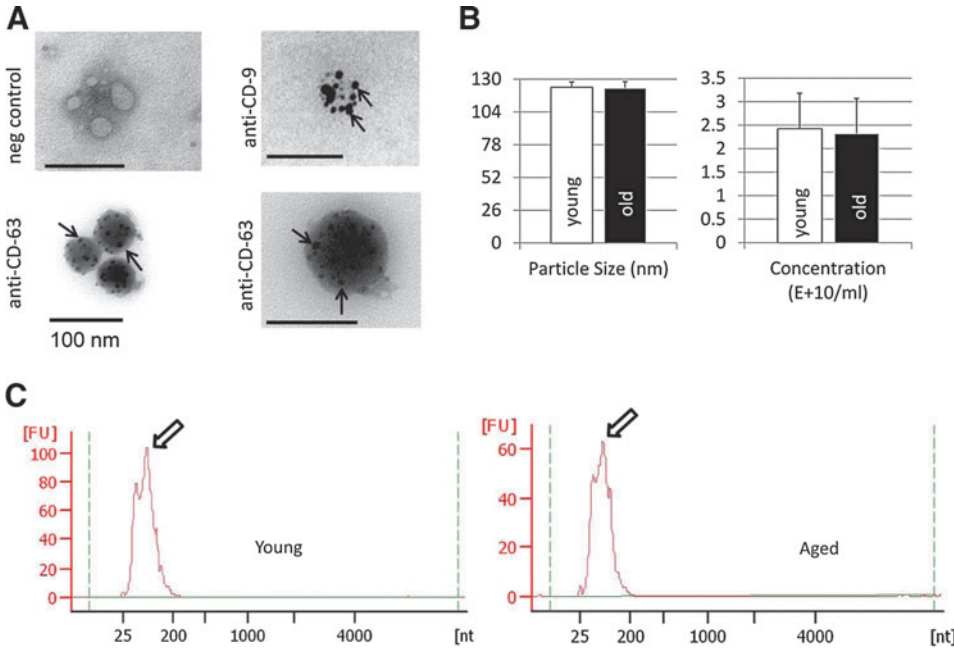 A
neg control
anti-CD-9
anti-CD-63
anti-CD-63
100 nm
B
130
104
78
52
26
0
young
old
Particle Size (nm)
3.5
3
2.5
2
1.5
1
0.5
0
young
old
Concentration
(E+10/ml)
C
[FU]
100
80
60
40
20
0
Young
25
200
1000
4000
[nt
[FU]
60
40
20
0
Aged
25
200
1000
4000
[nt